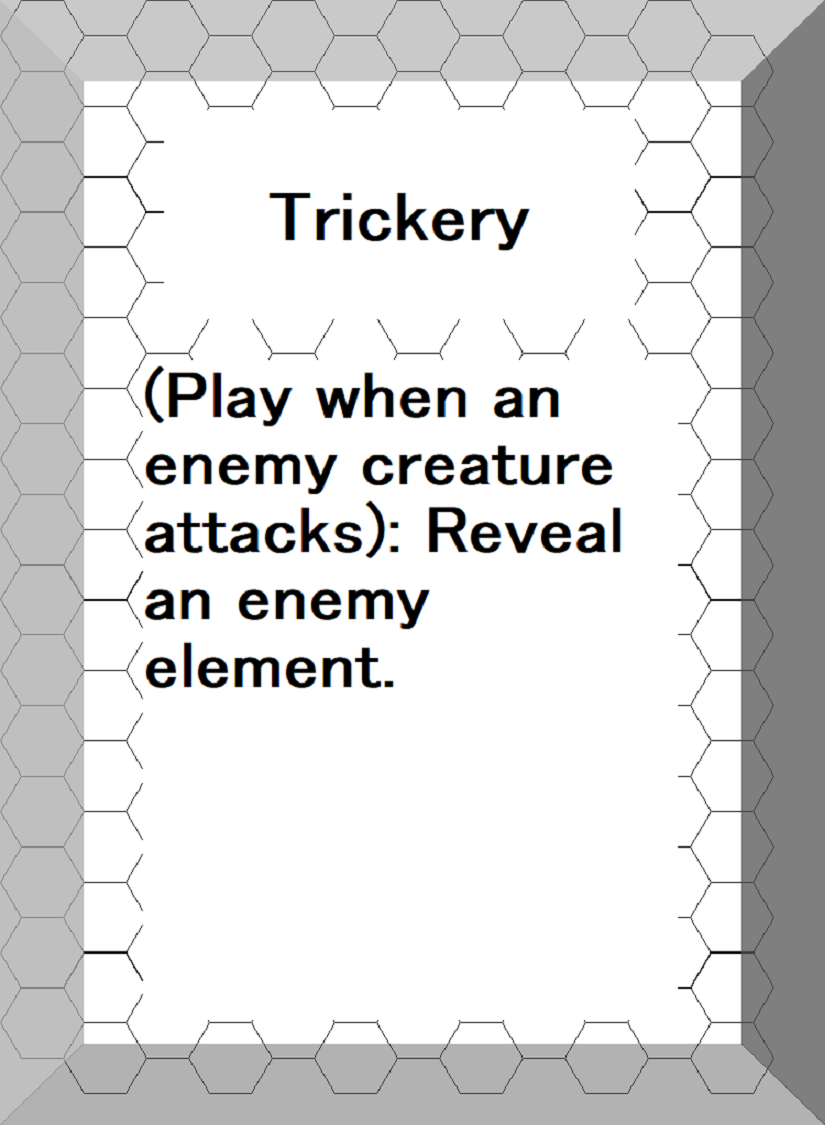 Trickery
(Play when an
enemy creature
attacks): Reveal
an enemy
element.